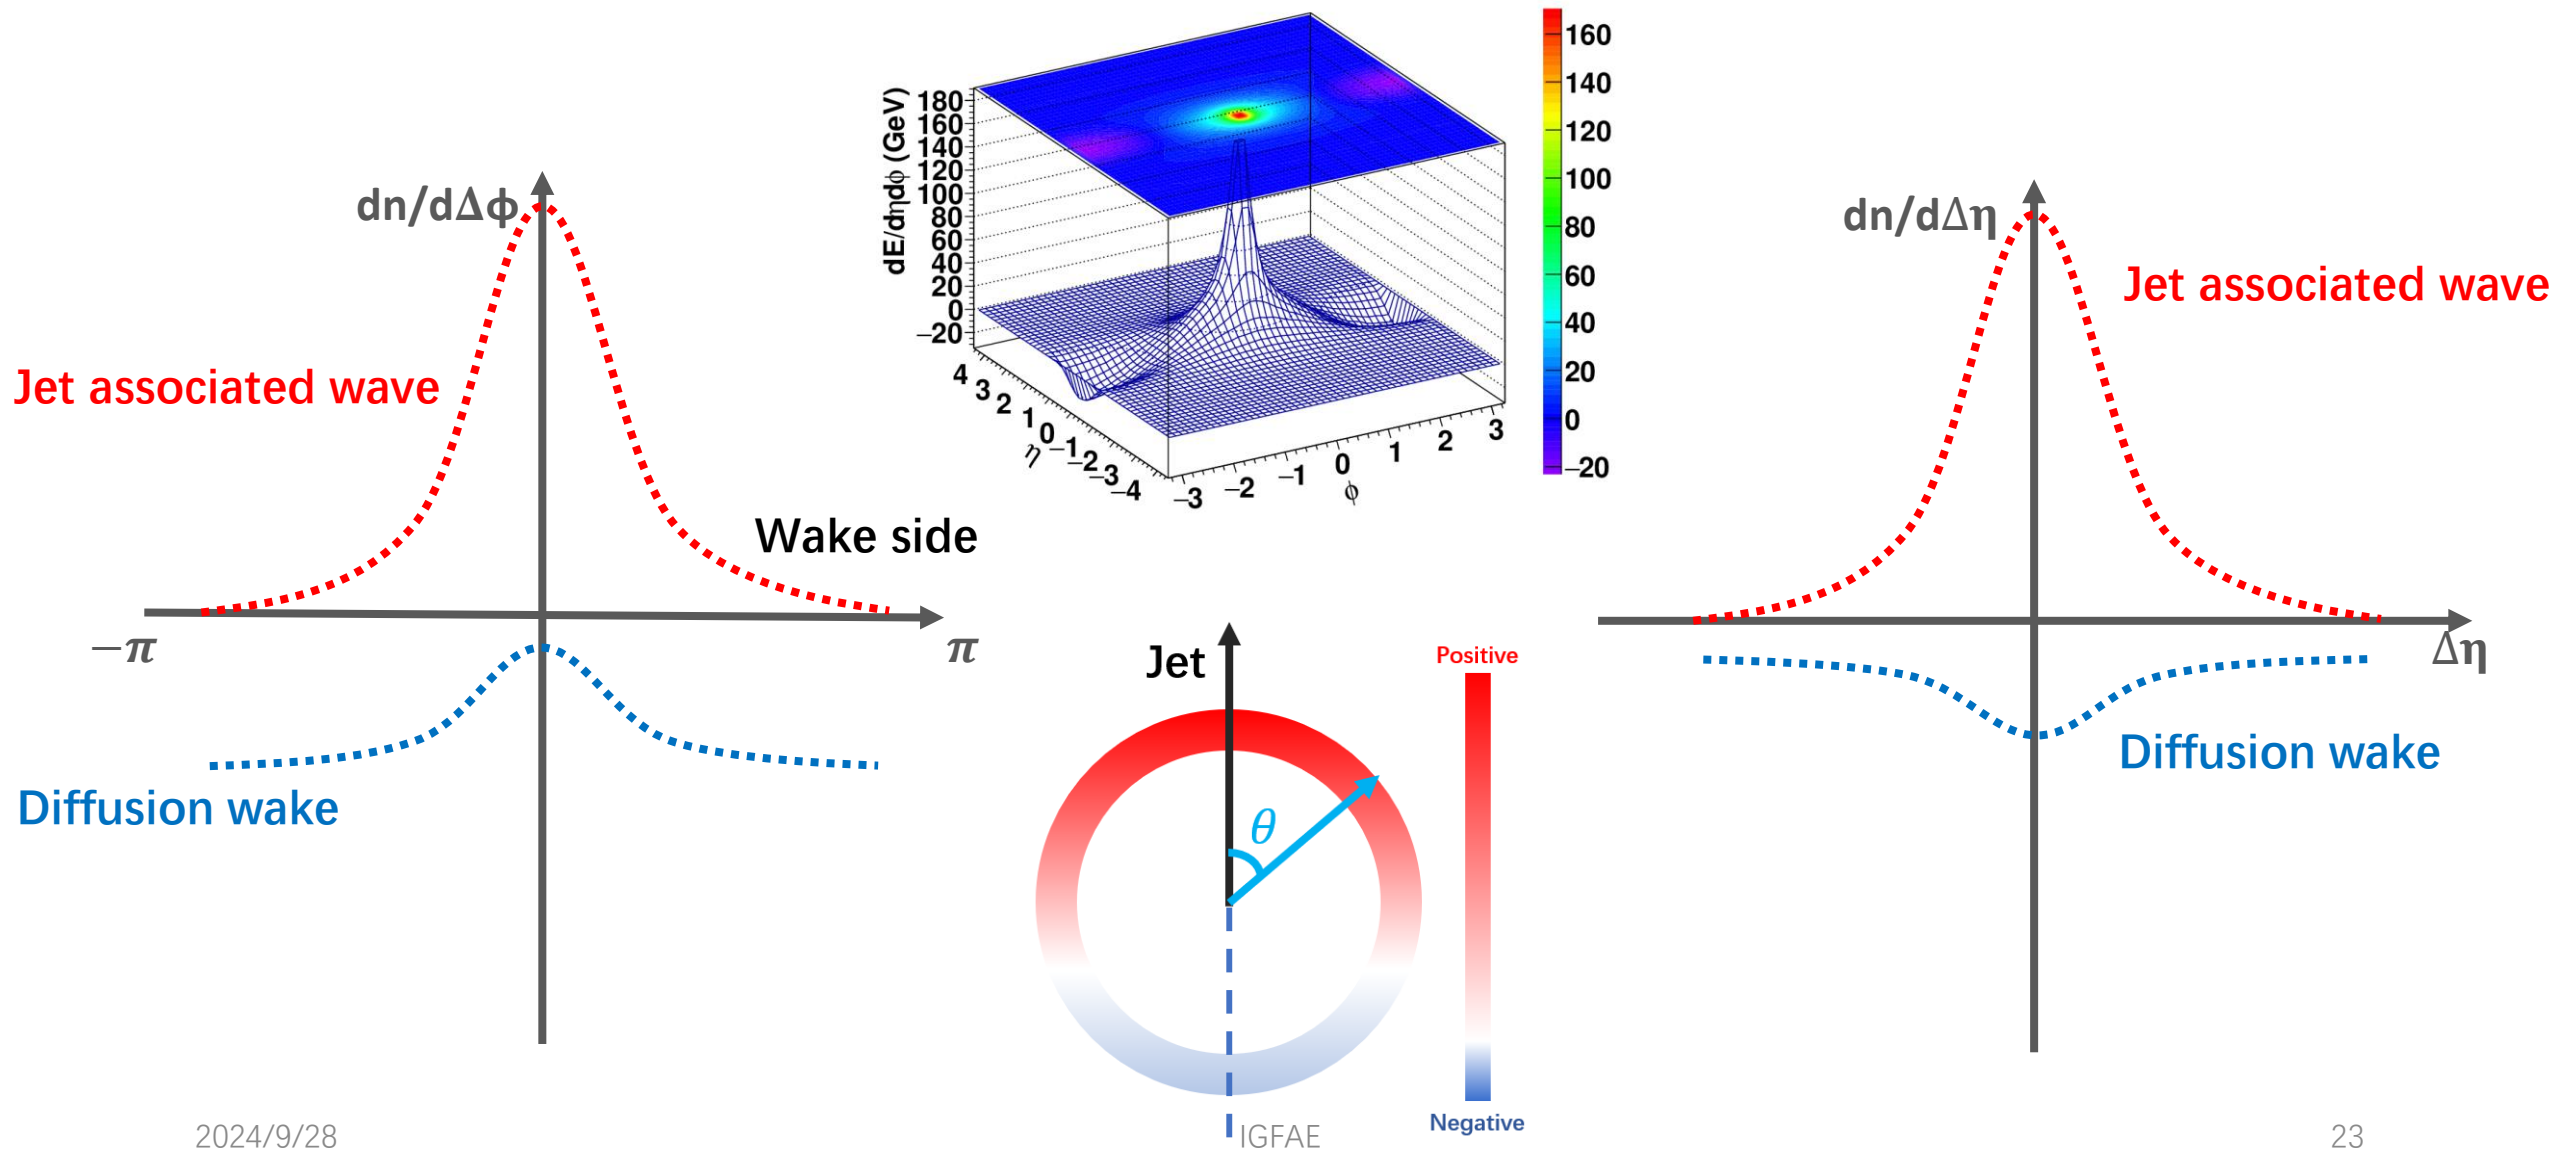 dn/dΔϕ
Jet associated wave
Wake side
−π
π
Diffusion wake
dE/dηdϕ (GeV)
180
160
140
120
100
80
60
40
20
0
−20
4
3
2
1
0
−1
−2
−3
−4
η
−3
−2
−1
0
1
2
3
ϕ
160
140
120
100
80
60
40
20
0
−20
Jet
θ
Positive
Negative
dn/dΔη
Jet associated wave
Δη
Diffusion wake
2024/9/28
IGFAE
23